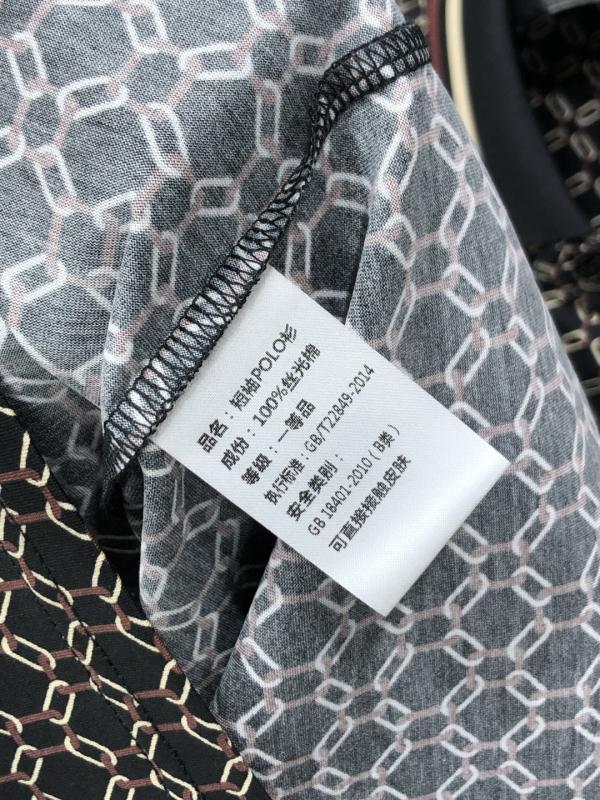 品名：短袖POLO衫
成份：100%丝光棉
等级：一等品
执行标准：GB/T22849-2014
安全类别：
GB 18401-2010（B类）
可直接接触皮肤